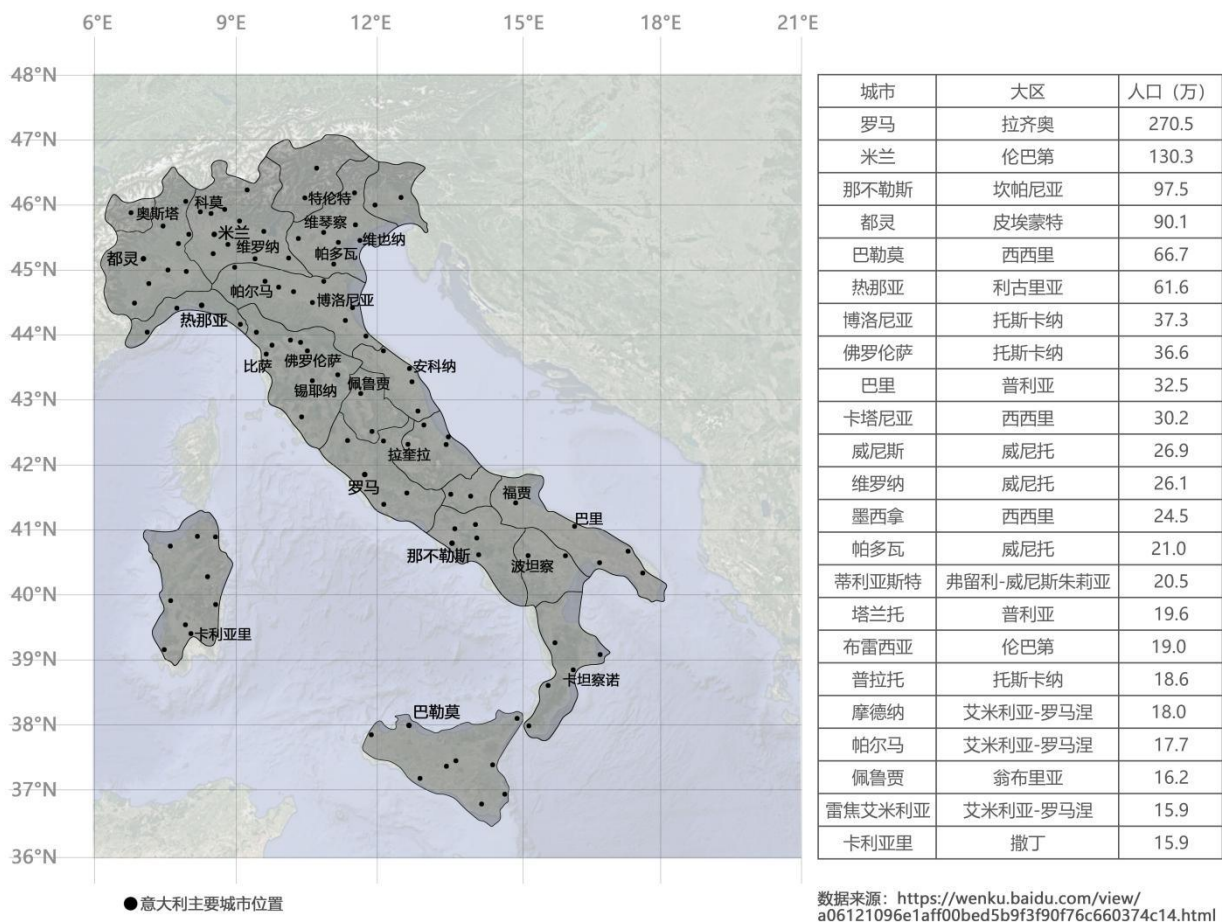 6°E 9°E 12°E 15°E 18°E 21°E
48°N
47°N
46°N
45°N
44°N
43°N
42°N
41°N
40°N
39°N
38°N
37°N
36°N
特伦特
科莫
奥斯塔
维琴察
米兰
维也纳
维罗纳
帕多瓦
都灵
帕尔马
博洛尼亚
热那亚
佛罗伦萨
比萨
安科纳
锡耶纳
佩鲁贾
拉奎拉
罗马
福贾
巴里
那不勒斯
波坦察
卡利亚里
卡坦察诺
巴勒莫
●意大利主要城市位置
城市 大区 人口（万）
罗马 拉齐奥 270.5
米兰 伦巴第 130.3
那不勒斯 坎帕尼亚 97.5
都灵 皮埃蒙特 90.1
巴勒莫 西西里 66.7
热那亚 利古里亚 61.6
博洛尼亚 托斯卡纳 37.3
佛罗伦萨 托斯卡纳 36.6
巴里 普利亚 32.5
卡塔尼亚 西西里 30.2
威尼斯 威尼托 26.9
维罗纳 威尼托 26.1
墨西拿 西西里 24.5
帕多瓦 威尼托 21.0
蒂利亚斯特 弗留利-威尼斯朱莉亚 20.5
塔兰托 普利亚 19.6
布雷西亚 伦巴第 19.0
普拉托 托斯卡纳 18.6
摩德纳 艾米利亚-罗马涅 18.0
帕尔马 艾米利亚-罗马涅 17.7
佩鲁贾 翁布里亚 16.2
雷焦艾米利亚 艾米利亚-罗马涅 15.9
卡利亚里 撒丁 15.9
数据来源：https://wenku.baidu.com/view/
a06121096e1aff00bed5b9f3f90f76c660374c14.html